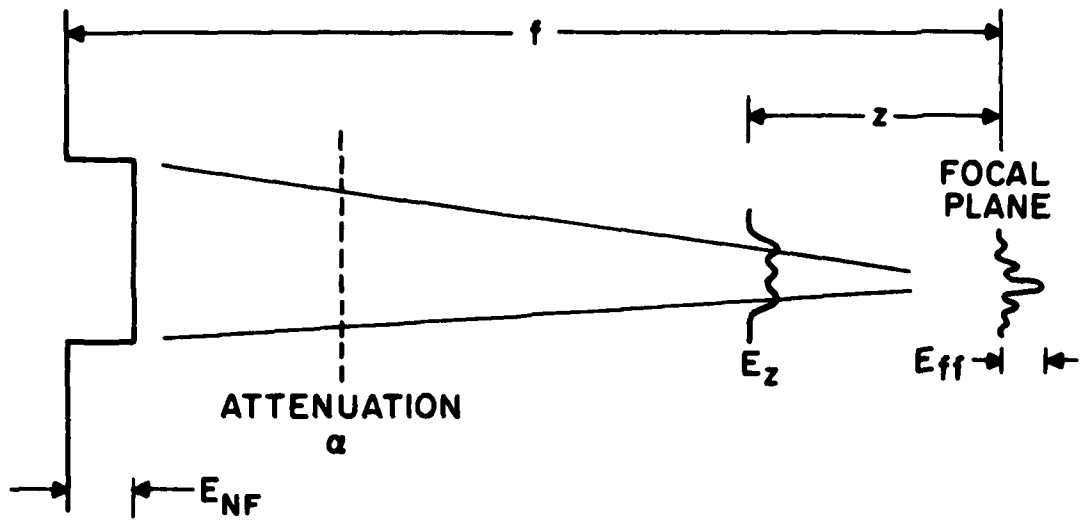 f
z
FOCAL
PLANE
E_z
E_ff
ATTENUATION
α
E_NF